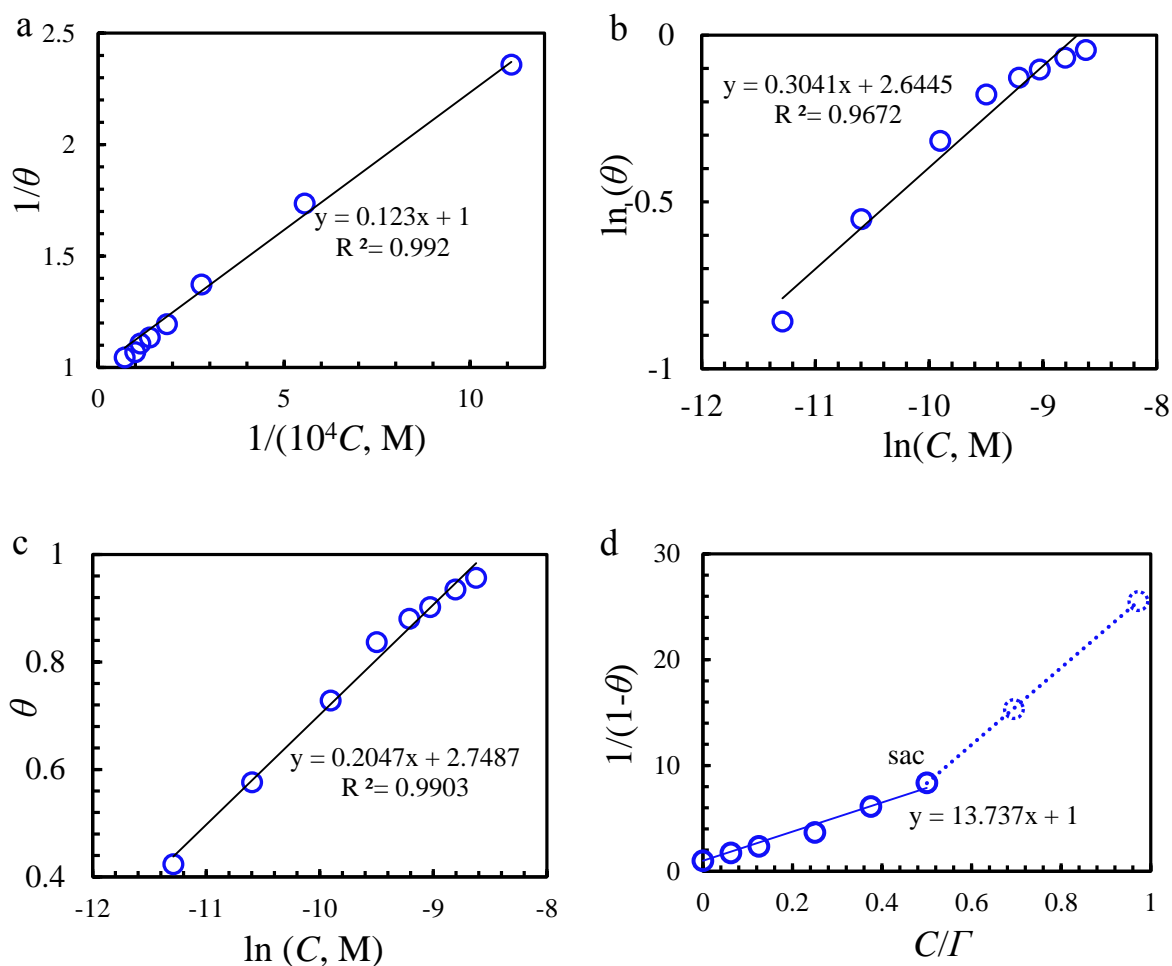 a
2.5
2
1.5
1
1/θ
y = 0.123x + 1
R ²= 0.992
0
5
10
1/(10⁴C, M)
b
0
-0.5
-1
ln (θ)
y = 0.3041x + 2.6445
R ²= 0.9672
-12
-11
-10
-9
-8
ln(C, M)
c
1
0.8
0.6
0.4
θ
y = 0.2047x + 2.7487
R ²= 0.9903
-12
-11
-10
-9
-8
ln (C, M)
d
30
20
10
0
1/(1-θ)
sac
y = 13.737x + 1
0
0.2
0.4
0.6
0.8
1
C/Γ